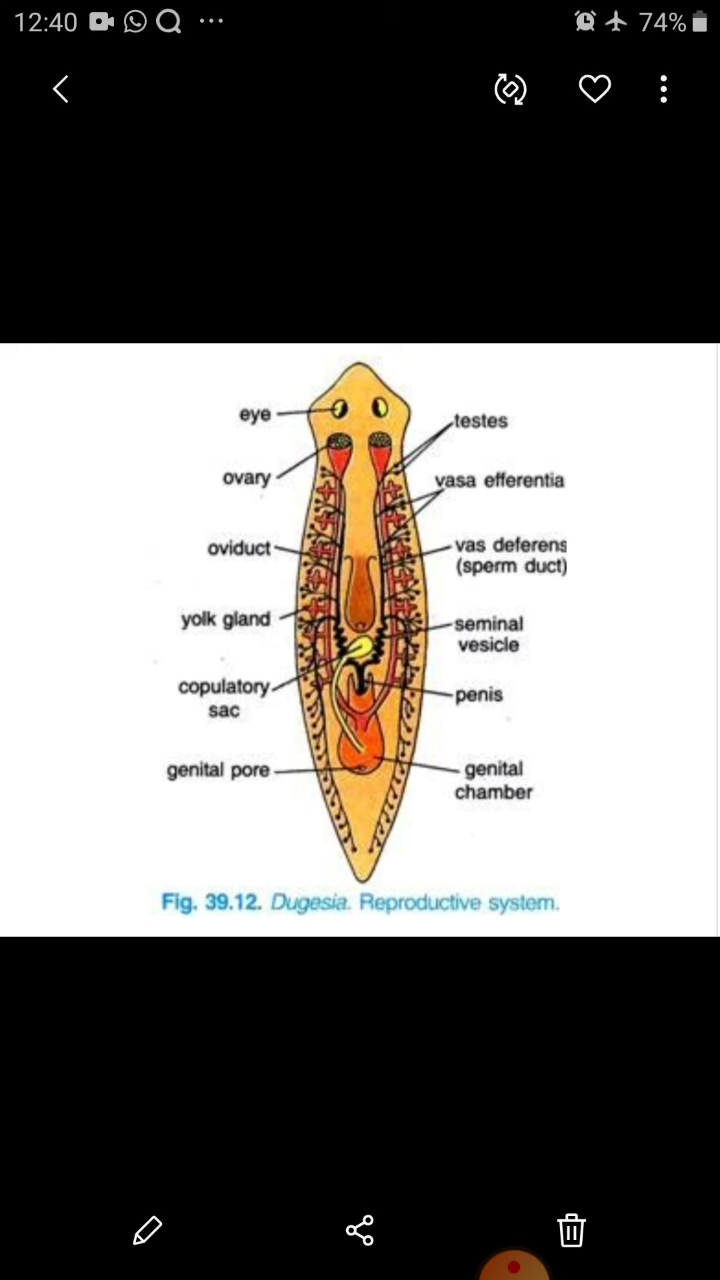 12:40
74%
eye
testes
ovary
vasa efferentia
oviduct
vas deferens
(sperm duct)
yolk gland
seminal
vesicle
copulatory
sac
penis
genital pore
genital
chamber
Fig. 39.12. Dugesia. Reproductive system.